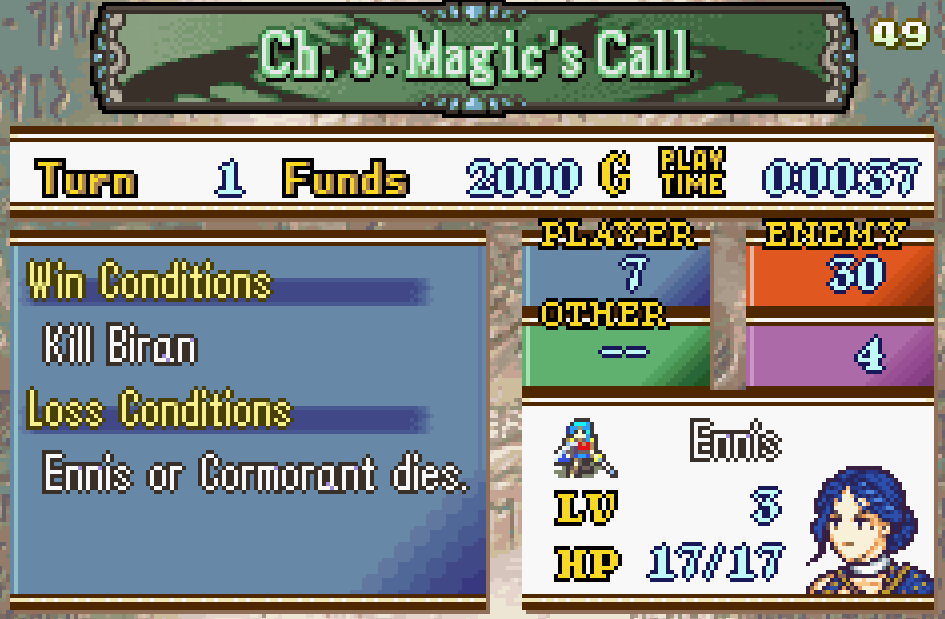 Ch. 3: Magic's Call
49
Turn 1 Funds 2000 G PLAY TIME 0:00:37
Win Conditions
Kill Biran
Loss Conditions
Ennis or Cormorant dies.
PLAYER
7
ENEMY
30
OTHER
--
4
Ennis
LV 3
HP 17/17